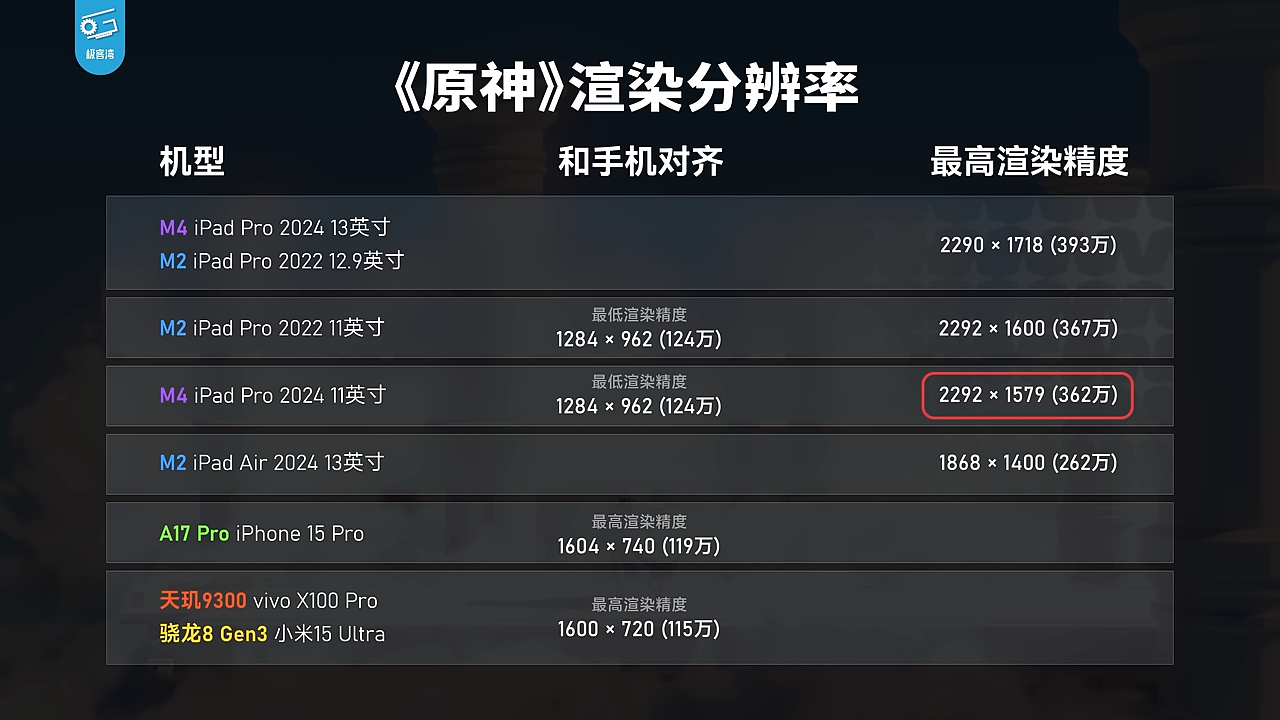 极客湾
《原神》渲染分辨率
机型 和手机对齐 最高渲染精度
M4 iPad Pro 2024 13英寸
M2 iPad Pro 2022 12.9英寸
2290 × 1718 (393万)
M2 iPad Pro 2022 11英寸
最低渲染精度
1284 × 962 (124万)
2292 × 1600 (367万)
M4 iPad Pro 2024 11英寸
最低渲染精度
1284 × 962 (124万)
2292 × 1579 (362万)
M2 iPad Air 2024 13英寸
1868 × 1400 (262万)
A17 Pro iPhone 15 Pro
最高渲染精度
1604 × 740 (119万)
天玑9300 vivo X100 Pro
骁龙8 Gen3 小米15 Ultra
最高渲染精度
1600 × 720 (115万)